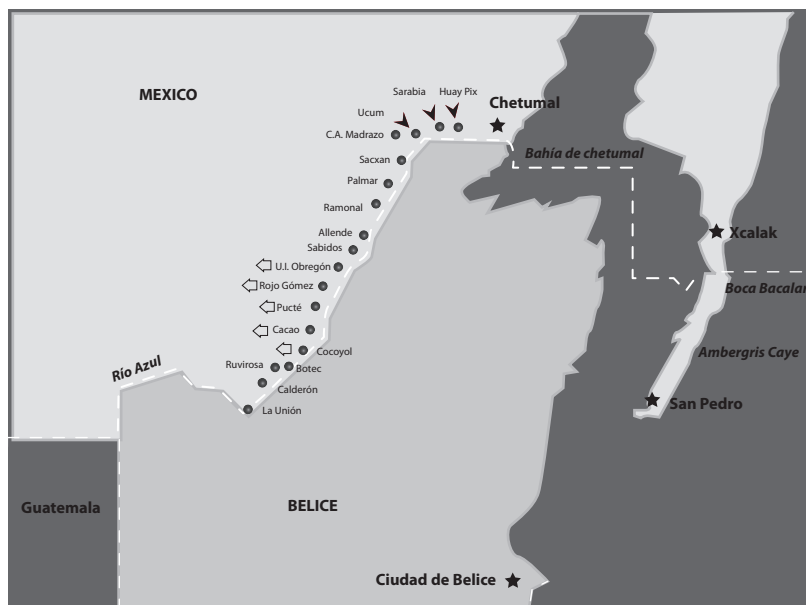 MEXICO
Sarabia
Huay Pix
Chetumal
Ucum
C.A. Madrazo
Bahía de chetumal
Sacxan
Palmar
Ramonal
Xcalak
Allende
Sabidos
U.I. Obregón
Rojo Gómez
Boca Bacalar
Pucté
Cacao
Cocoyol
Ambergris Caye
Río Azul
Ruvirosa
Botec
Calderón
San Pedro
La Unión
Guatemala
BELICE
Ciudad de Belice